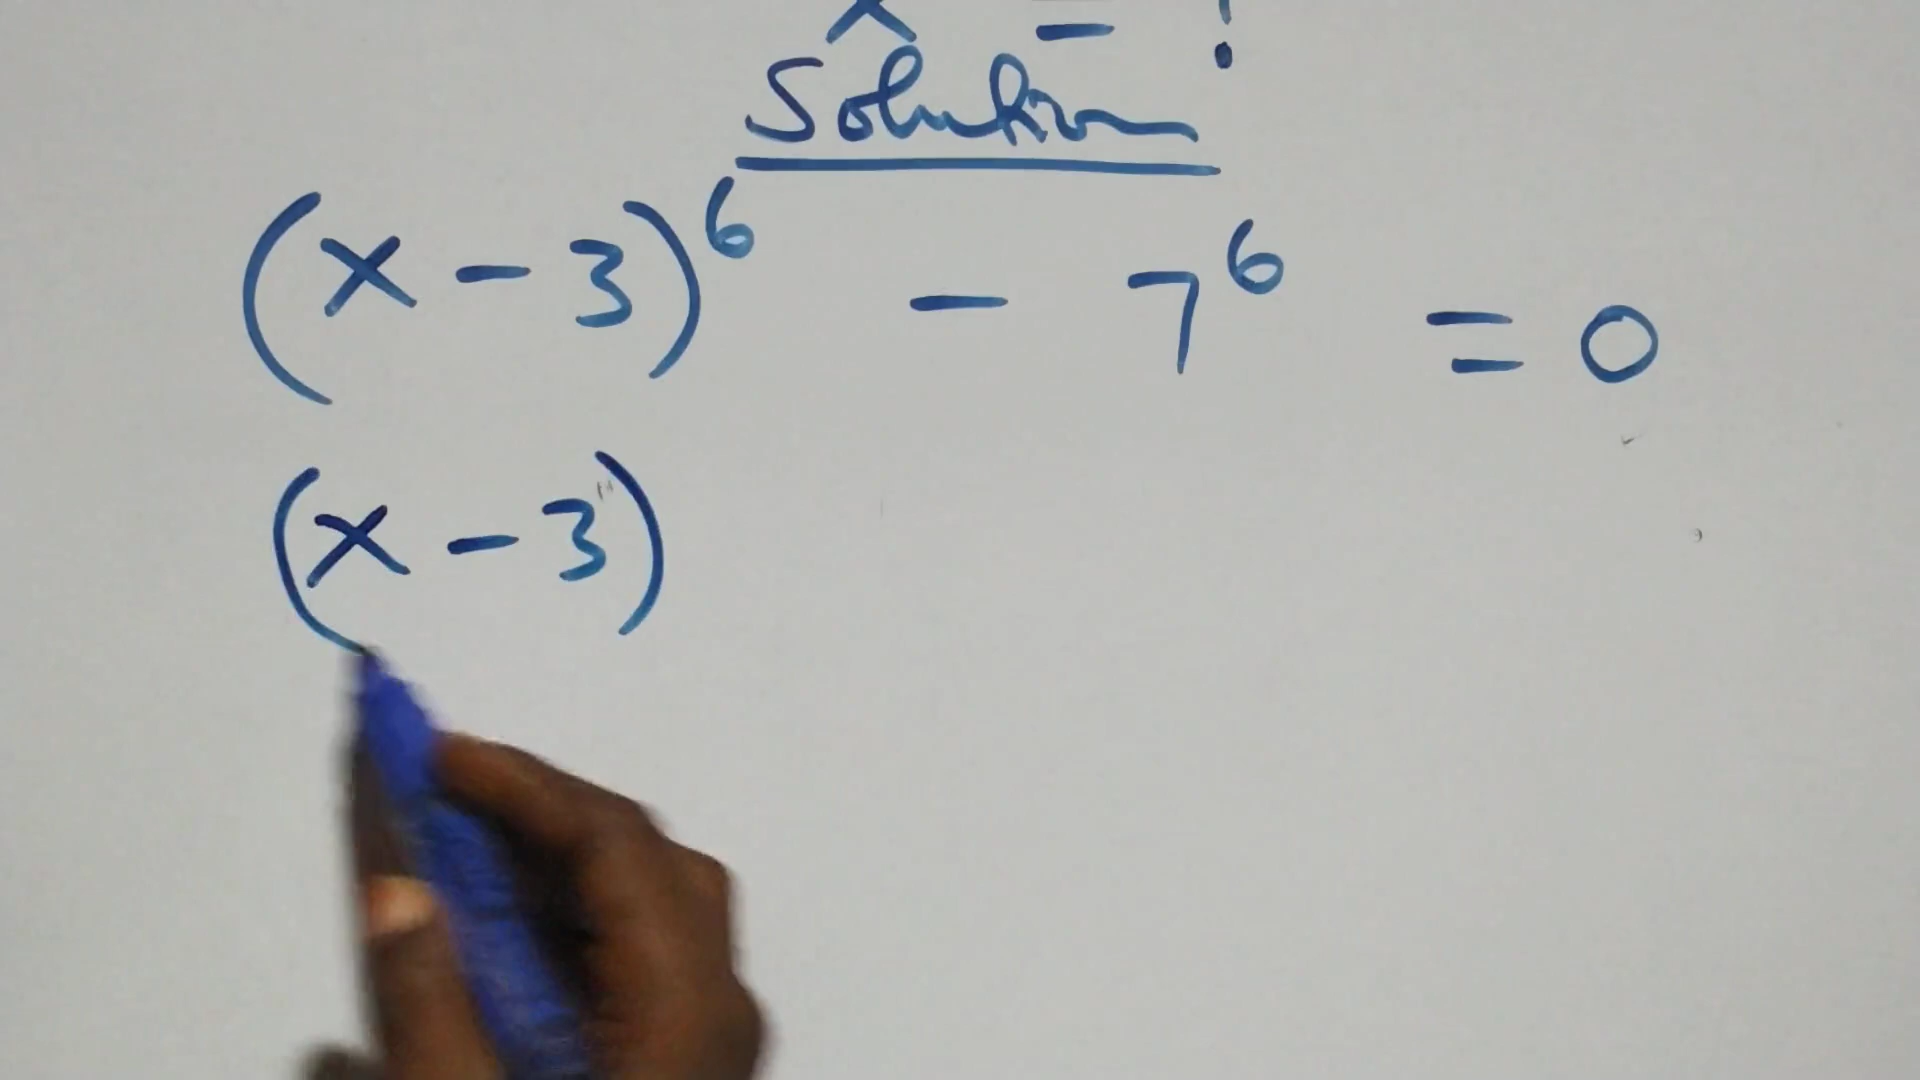 x = ?
Solution
(x - 3)⁶ - 7⁶ = 0
(x - 3)